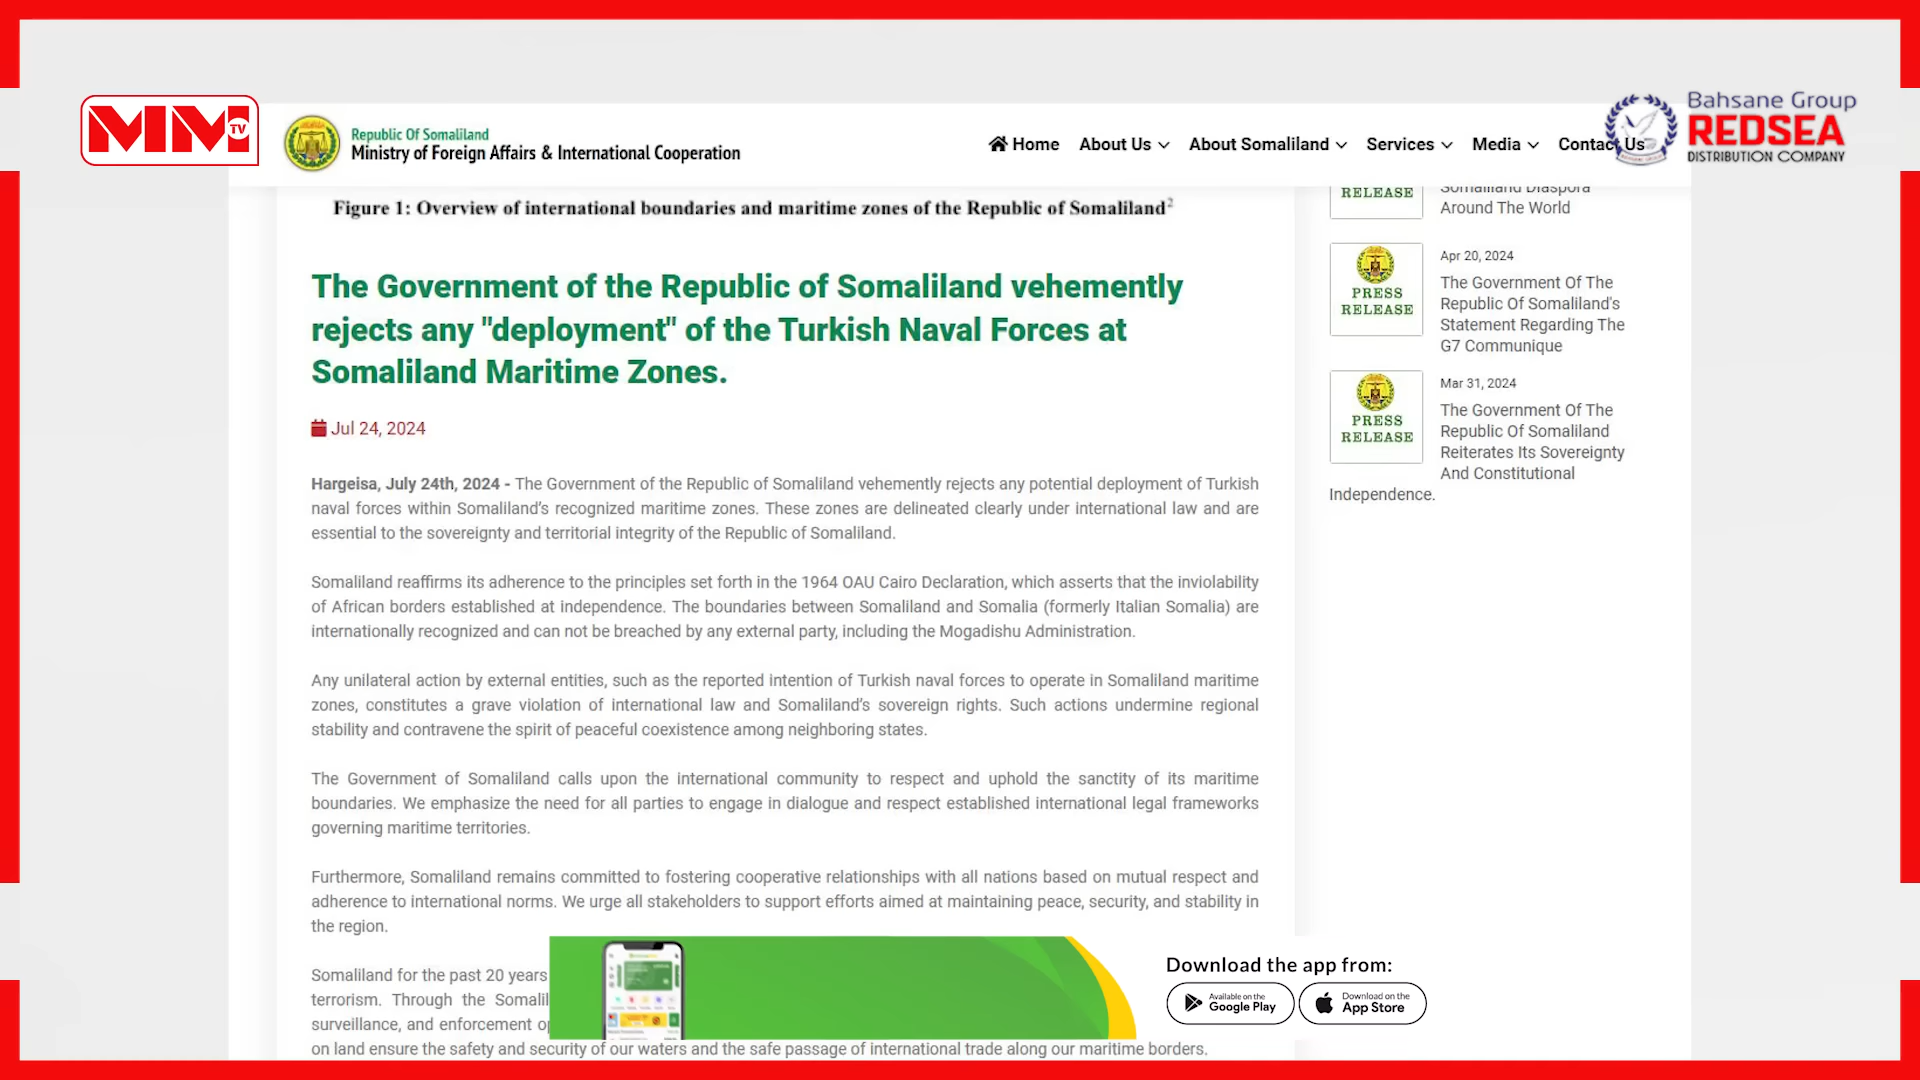 MM TV
Republic Of Somaliland
Ministry of Foreign Affairs & International Cooperation
Home About Us About Somaliland Services Media Contact Us
Bahsane Group
REDSEA
DISTRIBUTION COMPANY
Figure 1: Overview of international boundaries and maritime zones of the Republic of Somaliland2
The Government of the Republic of Somaliland vehemently
rejects any "deployment" of the Turkish Naval Forces at
Somaliland Maritime Zones.
Jul 24, 2024
Hargeisa, July 24th, 2024 - The Government of the Republic of Somaliland vehemently rejects any potential deployment of Turkish
naval forces within Somaliland’s recognized maritime zones. These zones are delineated clearly under international law and are
essential to the sovereignty and territorial integrity of the Republic of Somaliland.
Somaliland reaffirms its adherence to the principles set forth in the 1964 OAU Cairo Declaration, which asserts that the inviolability
of African borders established at independence. The boundaries between Somaliland and Somalia (formerly Italian Somalia) are
internationally recognized and can not be breached by any external party, including the Mogadishu Administration.
Any unilateral action by external entities, such as the reported intention of Turkish naval forces to operate in Somaliland maritime
zones, constitutes a grave violation of international law and Somaliland’s sovereign rights. Such actions undermine regional
stability and contravene the spirit of peaceful coexistence among neighboring states.
The Government of Somaliland calls upon the international community to respect and uphold the sanctity of its maritime
boundaries. We emphasize the need for all parties to engage in dialogue and respect established international legal frameworks
governing maritime territories.
Furthermore, Somaliland remains committed to fostering cooperative relationships with all nations based on mutual respect and
adherence to international norms. We urge all stakeholders to support efforts aimed at maintaining peace, security, and stability in
the region.
Somaliland for the past 20 years
terrorism. Through the
surveillance, and enforcement
on land ensure the safety and security of our waters and the safe passage of international trade along our maritime borders.
RELEASE
Somaliland Diaspora
Around The World
PRESS
RELEASE
Apr 20, 2024
The Government Of The
Republic Of Somaliland's
Statement Regarding The
G7 Communique
PRESS
RELEASE
Mar 31, 2024
The Government Of The
Republic Of Somaliland
Reiterates Its Sovereignty
And Constitutional
Independence.
Download the app from:
Available on the
Google Play
Download on the
App Store